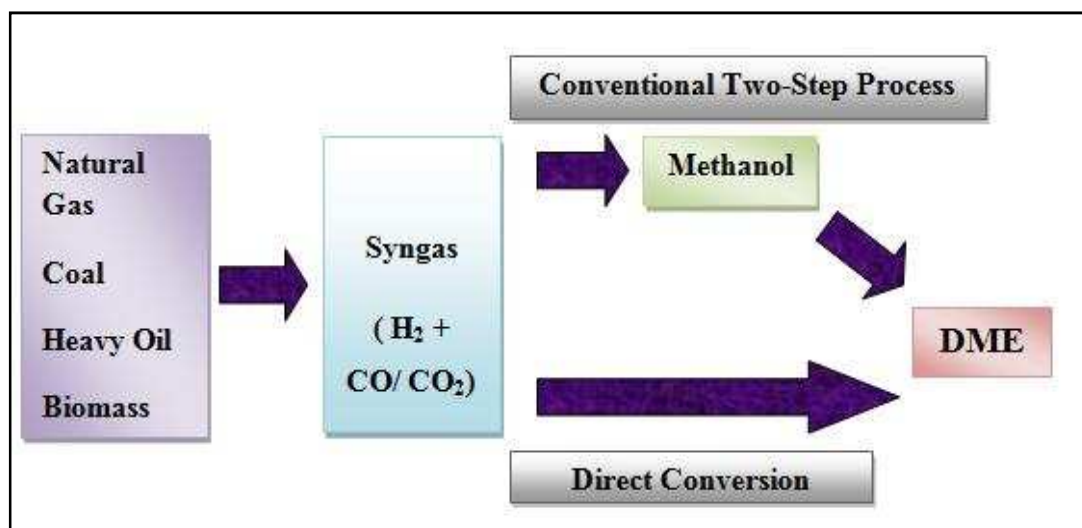 Conventional Two-Step Process
Natural
Gas
Coal
Heavy Oil
Biomass
Syngas
( H₂ +
CO/ CO₂)
Methanol
DME
Direct Conversion